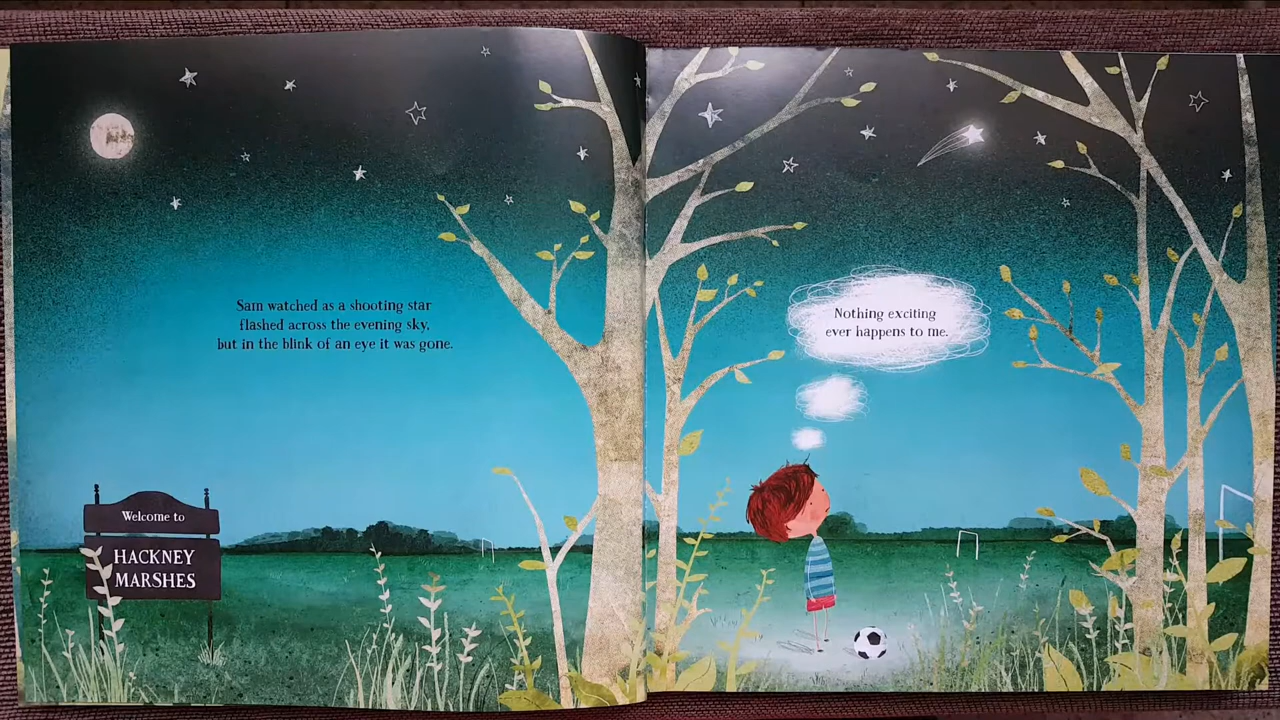 Sam watched as a shooting star
flashed across the evening sky,
but in the blink of an eye it was gone.
Welcome to
HACKNEY
MARSHES
Nothing exciting
ever happens to me.